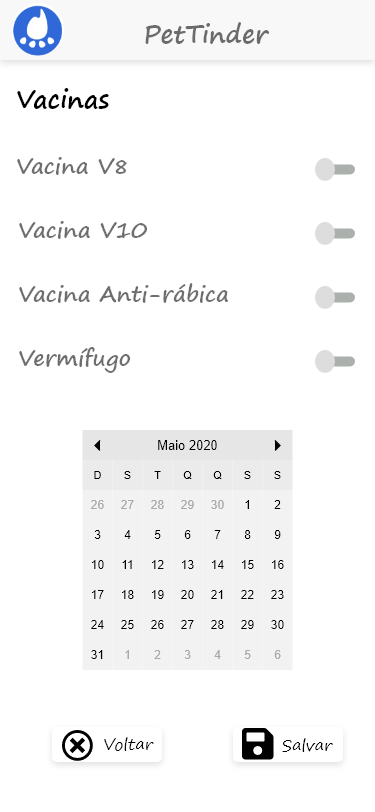 PetTinder
Vacinas
Vacina V8
Vacina V10
Vacina Anti-rábica
Vermífugo
Maio 2020
D S T Q Q S S
26 27 28 29 30 1 2
3 4 5 6 7 8 9
10 11 12 13 14 15 16
17 18 19 20 21 22 23
24 25 26 27 28 29 30
31 1 2 3 4 5 6
Voltar Salvar